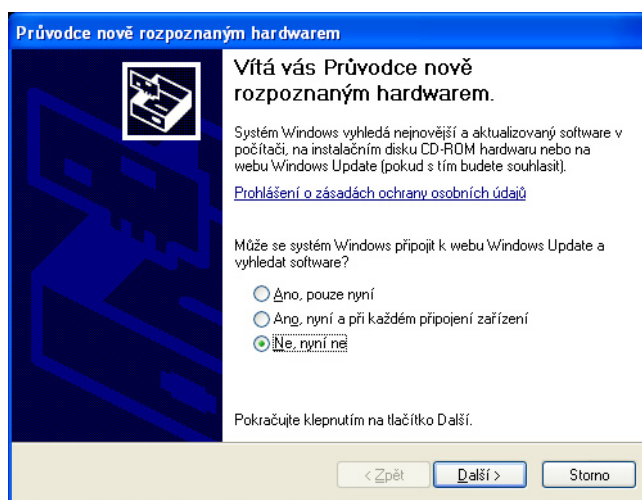 Průvodce nově rozpoznaným hardwarem
Vítá vás Průvodce nově
rozpoznaným hardwarem.
Systém Windows vyhledá nejnovější a aktualizovaný software v
počítači, na instalačním disku CD-ROM hardwaru nebo na
webu Windows Update (pokud s tím budete souhlasit).
Prohlášení o zásadách ochrany osobních údajů
Může se systém Windows připojit k webu Windows Update a
vyhledat software?
Ano, pouze nyní
Ano, nyní a při každém připojení zařízení
Ne, nyní ne
Pokračujte klepnutím na tlačítko Další.
< Zpět Další > Storno